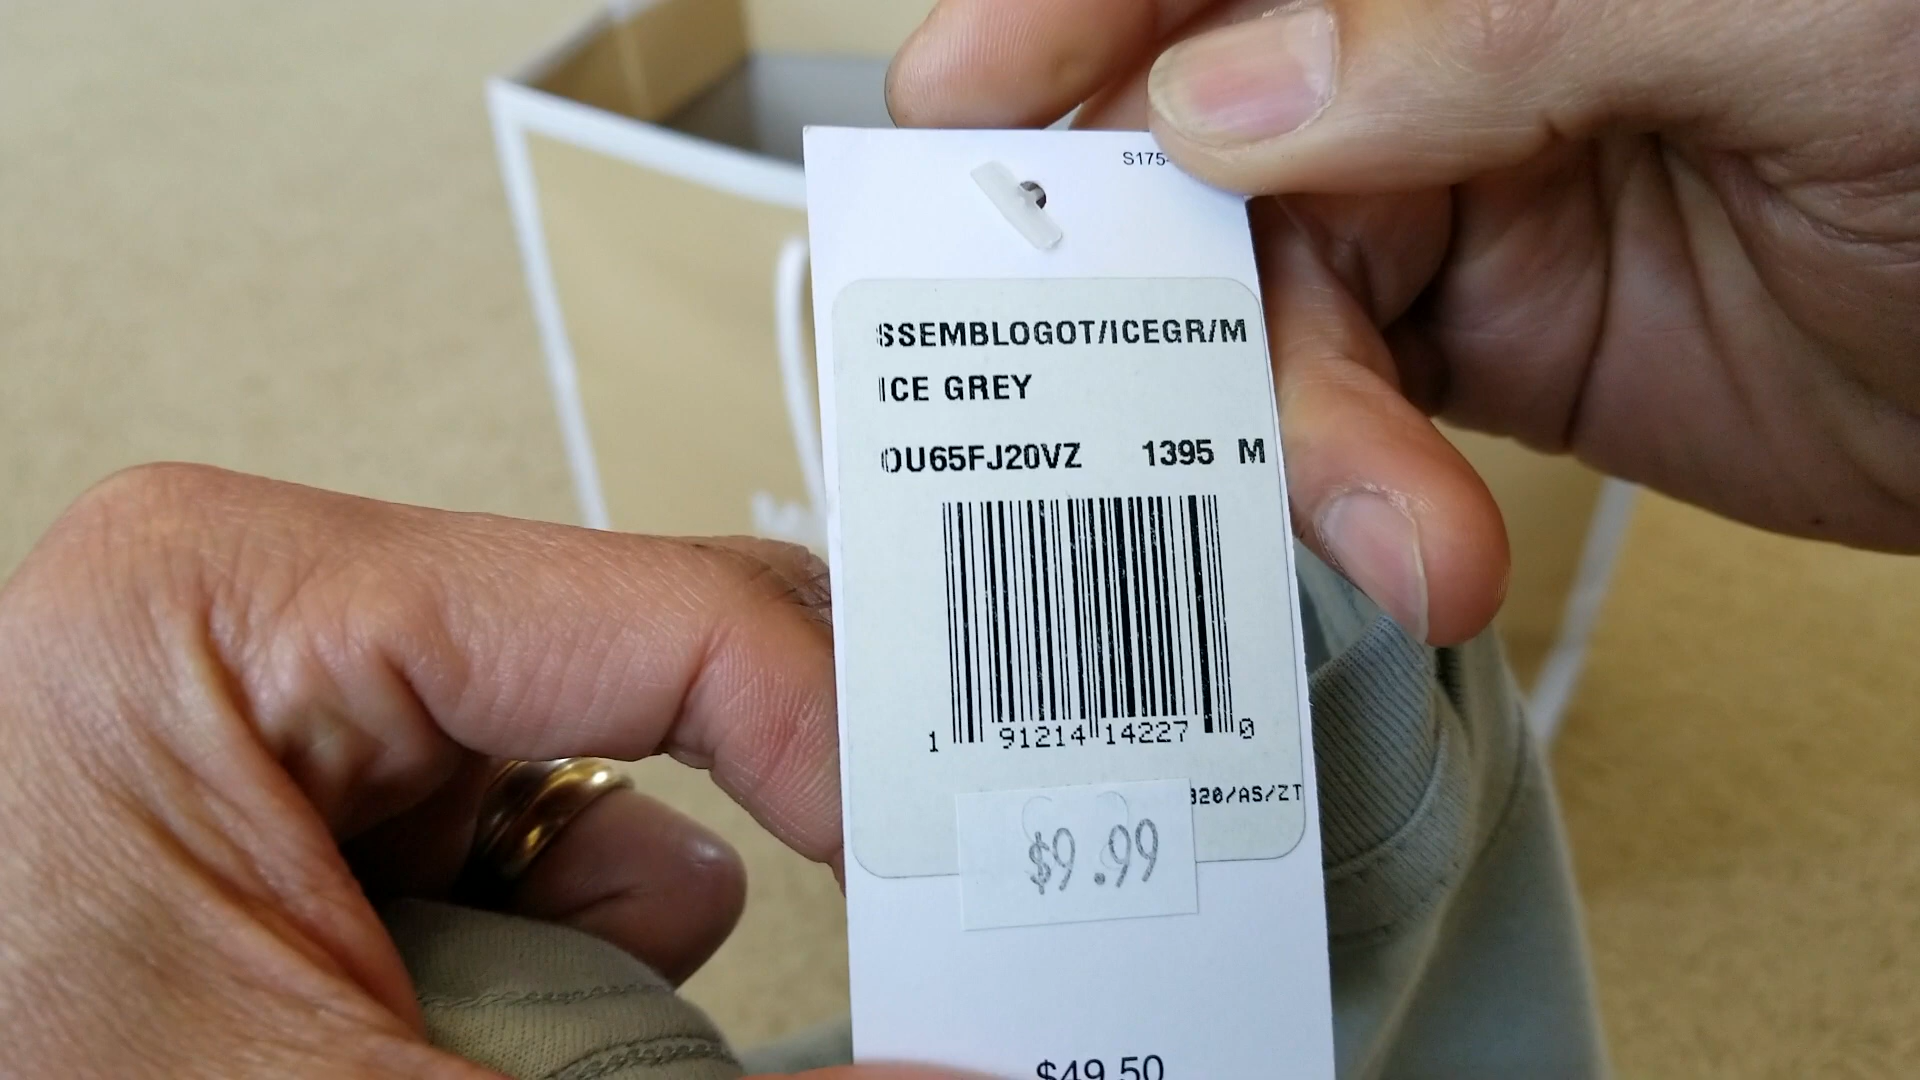 S175-
SSEMBLOGOT/ICEGR/M
ICE GREY
OU65FJ20VZ 1395 M
1 91214 14227 0
320/AS/ZT
$9.99
$49.50